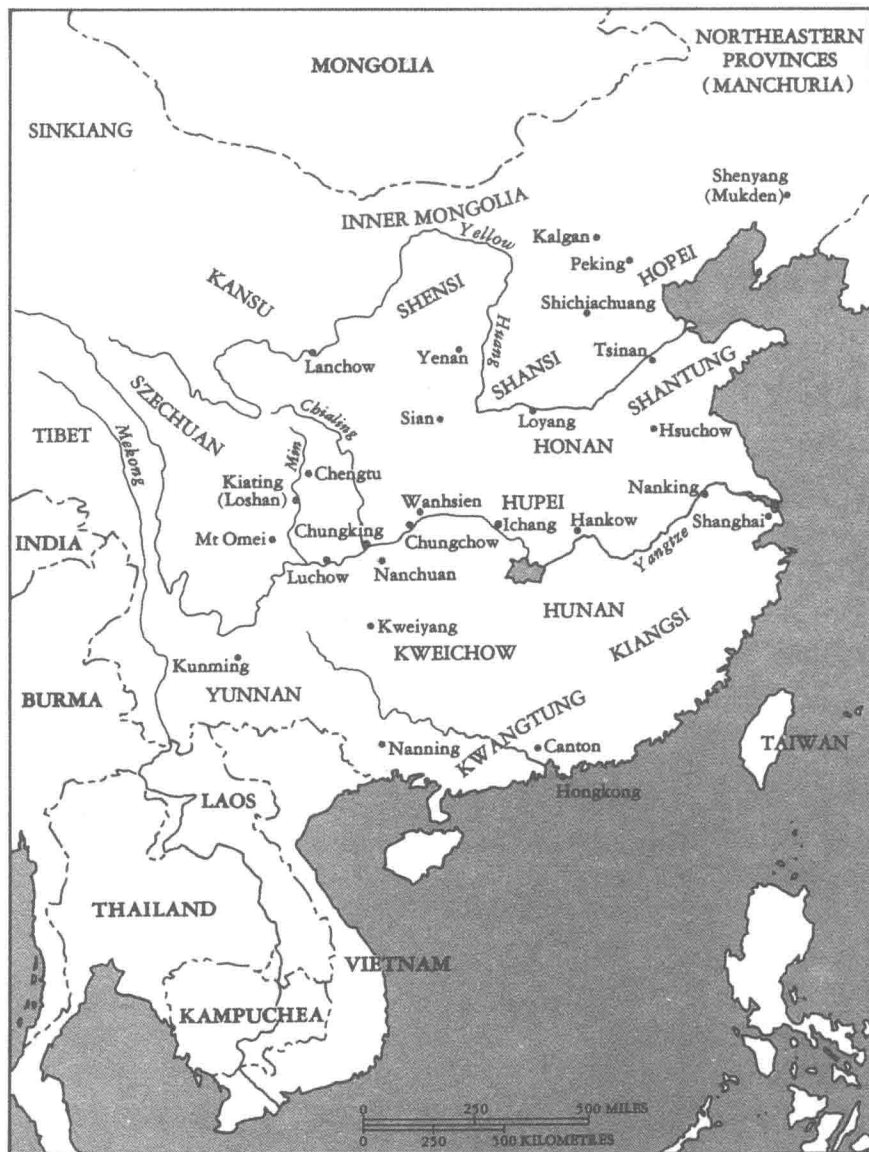 NORTHEASTERN
PROVINCES
(MANCHURIA)
MONGOLIA
SINKIANG
Shenyang
(Mukden)
INNER MONGOLIA
Yellow
Kalgan
Peking
HOPEI
KANSU
SHENSI
Shichiachuang
Huang
Lanchow
Yenan
SHANSI
Tsinan
SHANTUNG
SZECHUAN
Chialing
Sian
Loyang
HONAN
Hsuchow
TIBET
Mekong
Min
Chengtu
Kiating
(Loshan)
Wanhsien
HUPEI
Nanking
INDIA
Mt Omei
Chungking
Chungchow
Ichang
Hankow
Yangtze
Shanghai
Luchow
Nanchuan
HUNAN
KIANGSI
Kweiyang
KWEICHOW
Kunming
YUNNAN
BURMA
KWANGTUNG
Nanning
Canton
TAIWAN
Hongkong
LAOS
THAILAND
VIETNAM
KAMPUCHEA
0 250 500 MILES
0 250 500 KILOMETRES